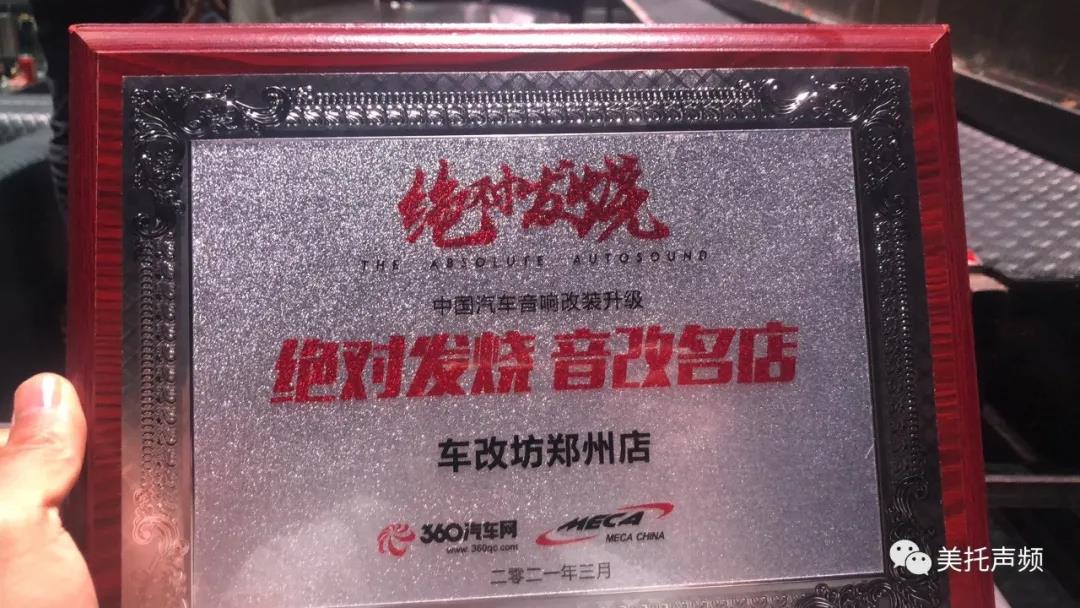 绝对发烧
THE ABSOLUTE AUTOSOUND
中国汽车音响改装升级
绝对发烧 音改名店
车改坊郑州店
360汽车网
www.360qc.com
MECA
MECA CHINA
二零二一年三月
美托声频